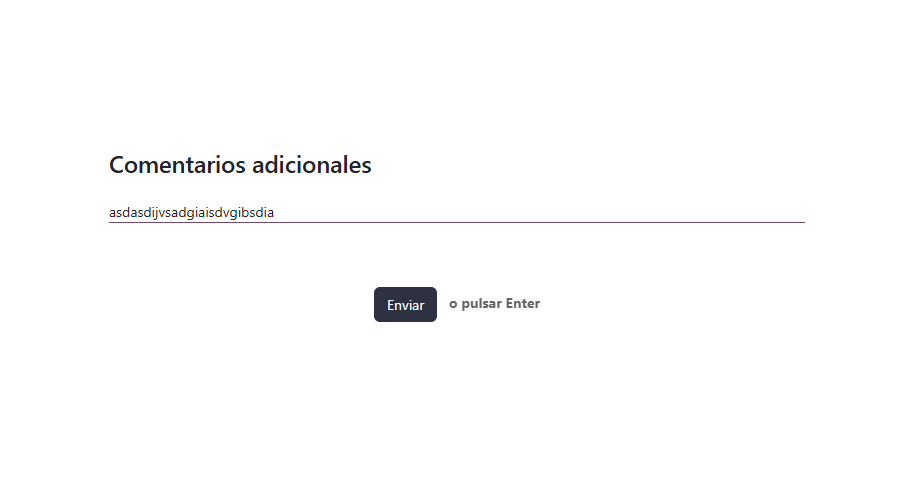 Comentarios adicionales
asdasdijvsadgiaisdvgibsdia
Enviar o pulsar Enter